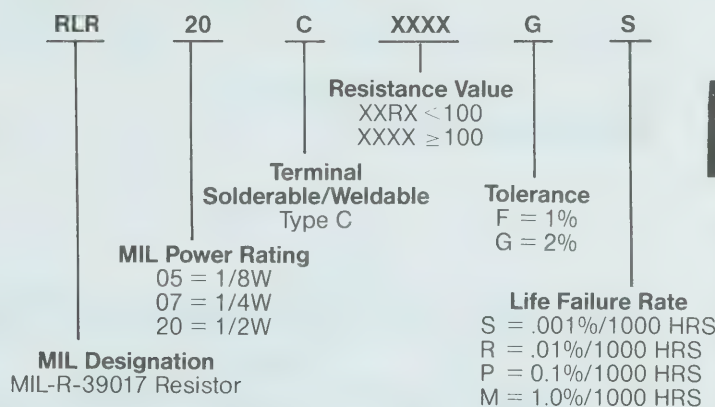 RLR 20 C XXXX G S
Resistance Value
XXRX < 100
XXXX ≥ 100
Terminal
Solderable/Weldable
Type C
Tolerance
F = 1%
G = 2%
MIL Power Rating
05 = 1/8W
07 = 1/4W
20 = 1/2W
Life Failure Rate
S = .001%/1000 HRS
R = .01%/1000 HRS
P = 0.1%/1000 HRS
M = 1.0%/1000 HRS
MIL Designation
MIL-R-39017 Resistor